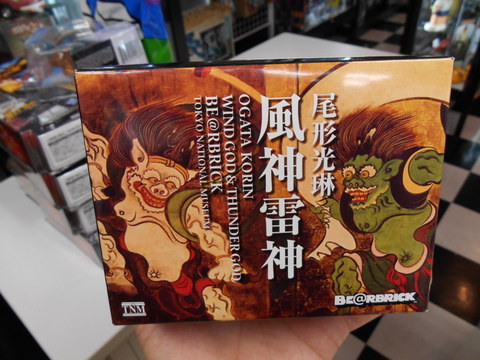 尾形光琳
風神雷神
OGATA KORIN
WIND GOD & THUNDER GOD
BE@RBRICK
TOKYO NATIONAL MUSEUM
TNM
BE@RBRICK